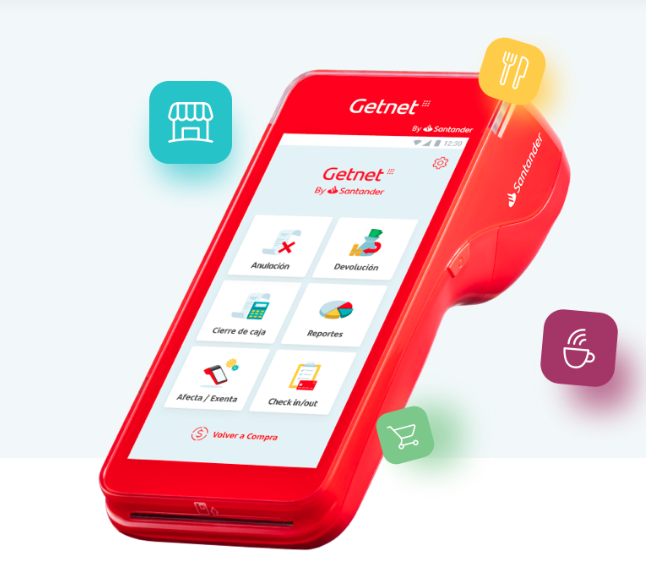 Getnet
By Santander
12:30
Getnet
By Santander
Santander
Anulación
Devolución
Cierre de caja
Reportes
Afecta / Exenta
Check in/out
Volver a Compra